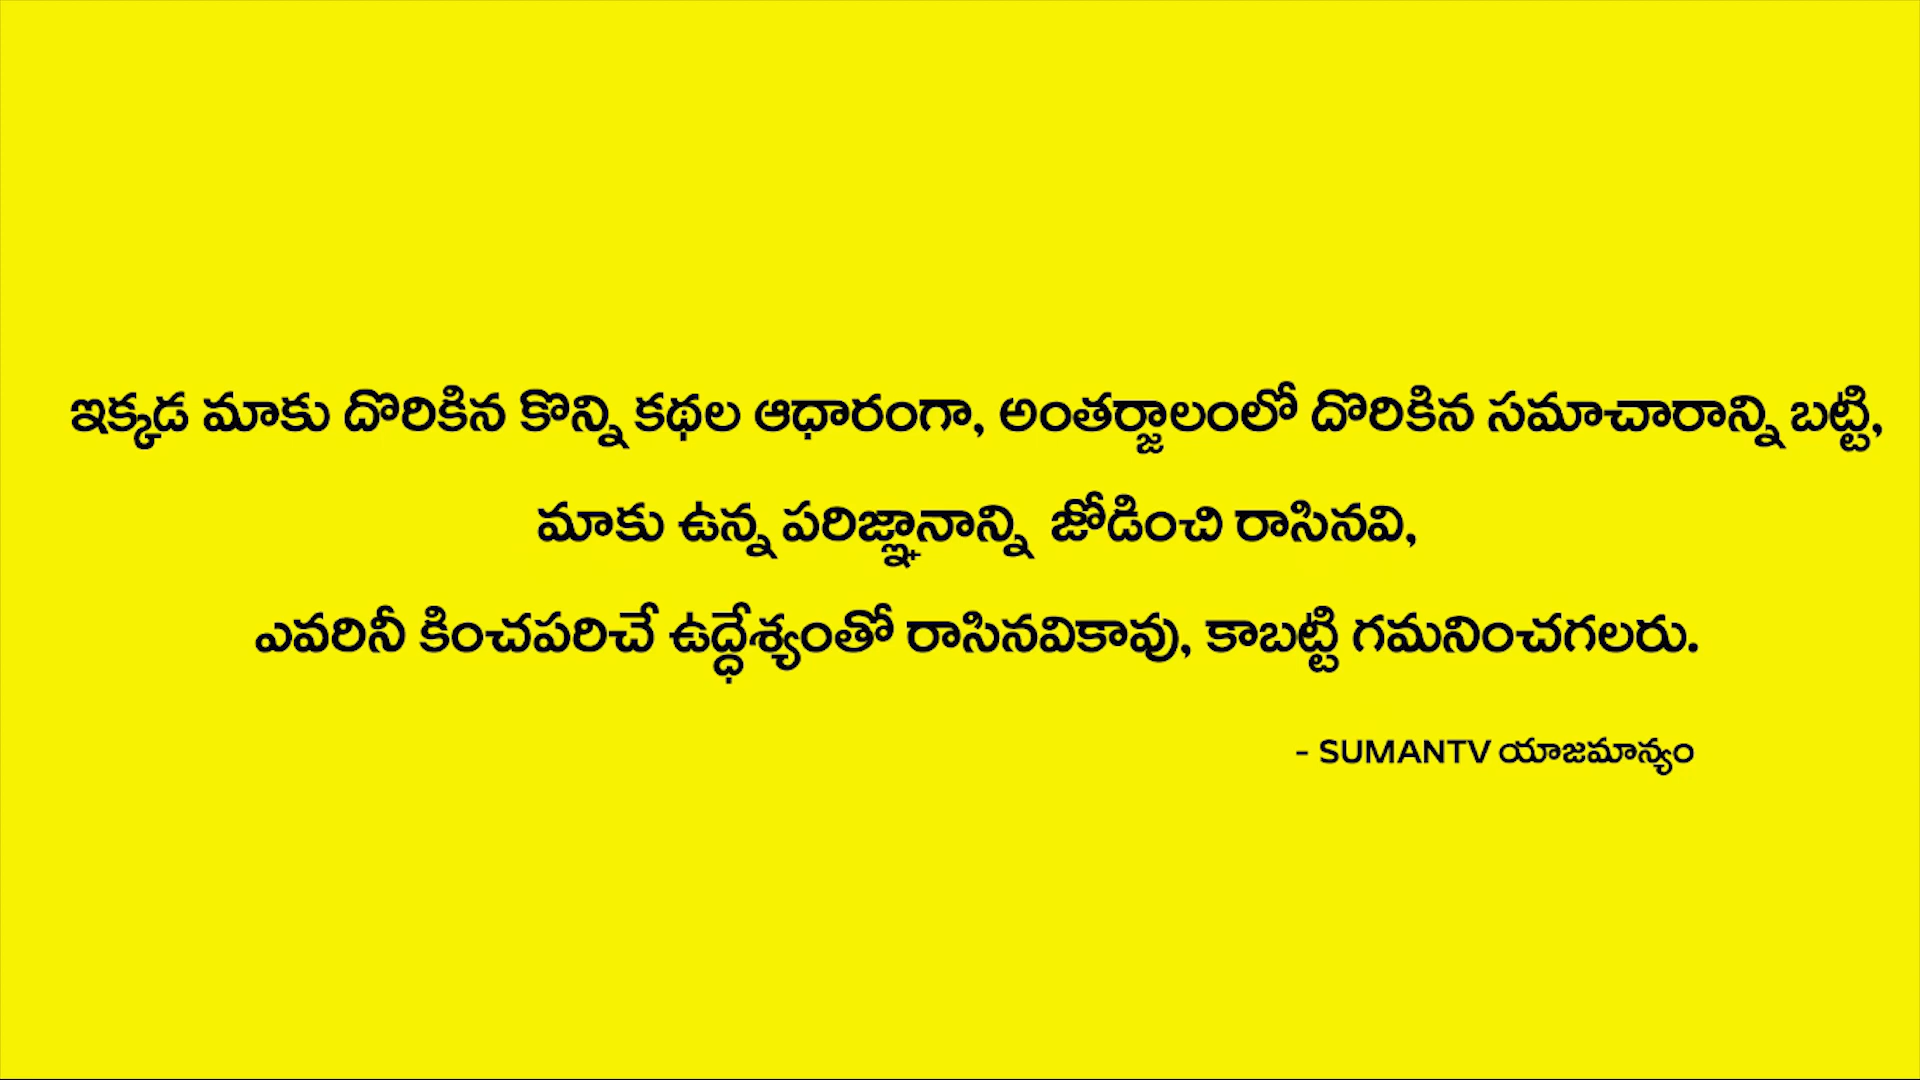 ఇక్కడ మాకు దొరికిన కొన్ని కథల ఆధారంగా, అంతర్జాలంలో దొరికిన సమాచారాన్ని బట్టి,
మాకు ఉన్న పరిజ్ఞానాన్ని జోడించి రాసినవి,
ఎవరినీ కించపరిచే ఉద్ధేశ్యంతో రాసినవికావు, కాబట్టి గమనించగలరు.
- SUMANTV యాజమాన్యం